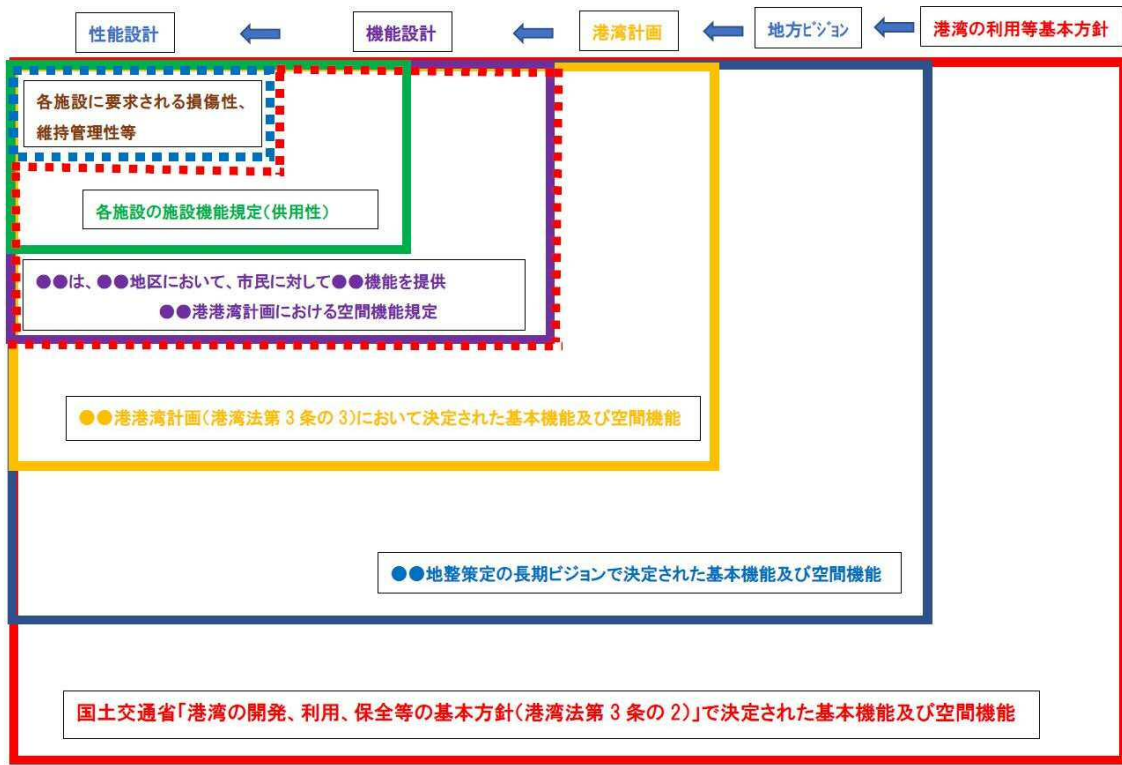 性能設計
機能設計
港湾計画
地方ビジョン
港湾の利用等基本方針
各施設に要求される損傷性、
維持管理性等
各施設の施設機能規定(供用性)
●●は、●●地区において、市民に対して●●機能を提供
●●港港湾計画における空間機能規定
●●港港湾計画(港湾法第3条の3)において決定された基本機能及び空間機能
●●地整策定の長期ビジョンで決定された基本機能及び空間機能
国土交通省「港湾の開発、利用、保全等の基本方針(港湾法第3条の2)」で決定された基本機能及び空間機能